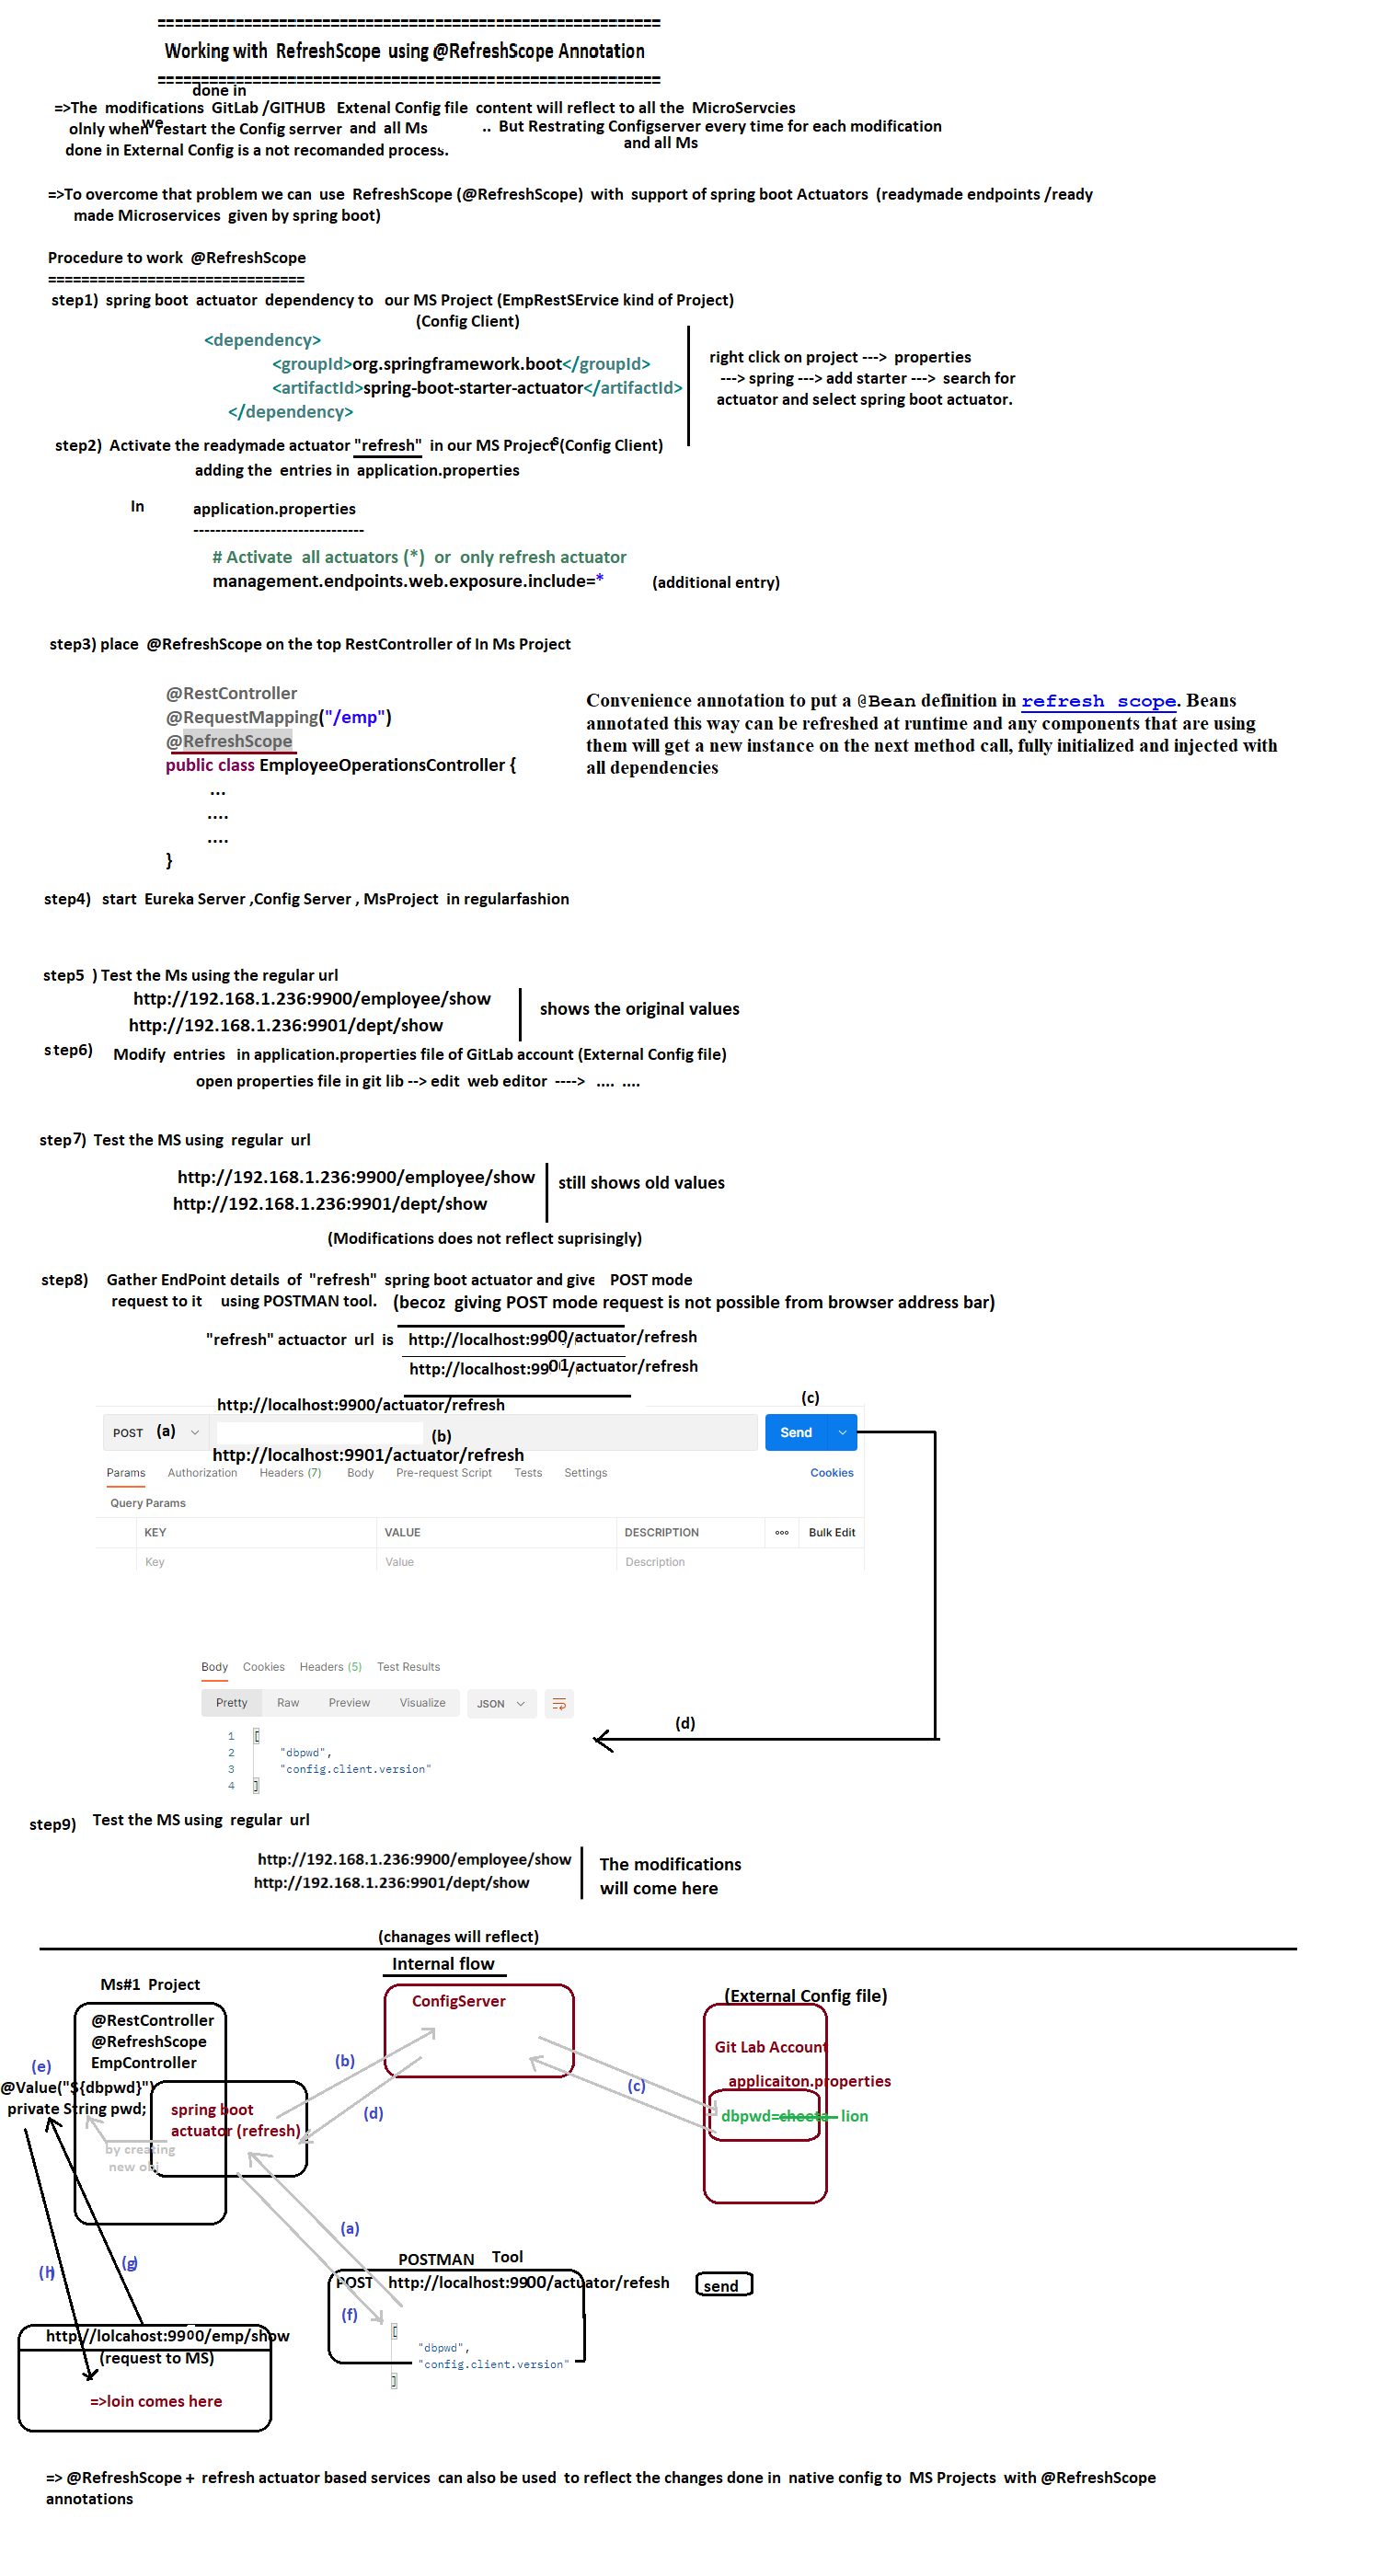 ==========================================================
Working with RefreshScope using @RefreshScope Annotation
==========================================================
done in
=>The modifications GitLab /GITHUB Extenal Config file content will reflect to all the MicroServcies
we
olnly when restart the Config serrver and all Ms .. But Restrating Configserver every time for each modification
and all Ms
done in External Config is a not recomanded process.
=>To overcome that problem we can use RefreshScope (@RefreshScope) with support of spring boot Actuators (readymade endpoints /ready
made Microservices given by spring boot)
Procedure to work @RefreshScope
===============================
step1) spring boot actuator dependency to our MS Project (EmpRestSErvice kind of Project)
(Config Client)
<dependency>
<groupId>org.springframework.boot</groupId>
<artifactId>spring-boot-starter-actuator</artifactId>
</dependency>
right click on project ---> properties
---> spring ---> add starter ---> search for
actuator and select spring boot actuator.
step2) Activate the readymade actuator "refresh" in our MS Projects (Config Client)
adding the entries in application.properties
In application.properties
-------------------------------
# Activate all actuators (*) or only refresh actuator
management.endpoints.web.exposure.include=* (additional entry)
step3) place @RefreshScope on the top RestController of In Ms Project
@RestController
@RequestMapping("/emp")
@RefreshScope
public class EmployeeOperationsController {
...
....
....
}
Convenience annotation to put a @Bean definition in refresh scope. Beans
annotated this way can be refreshed at runtime and any components that are using
them will get a new instance on the next method call, fully initialized and injected with
all dependencies
step4) start Eureka Server ,Config Server , MsProject in regularfashion
step5 ) Test the Ms using the regular url
http://192.168.1.236:9900/employee/show
http://192.168.1.236:9901/dept/show
shows the original values
step6) Modify entries in application.properties file of GitLab account (External Config file)
open properties file in git lib --> edit web editor ----> .... ....
step7) Test the MS using regular url
http://192.168.1.236:9900/employee/show
http://192.168.1.236:9901/dept/show
still shows old values
(Modifications does not reflect suprisingly)
step8) Gather EndPoint details of "refresh" spring boot actuator and give POST mode
request to it using POSTMAN tool. (becoz giving POST mode request is not possible from browser address bar)
"refresh" actuactor url is http://localhost:9900/actuator/refresh
http://localhost:9901/actuator/refresh
(c)
http://localhost:9900/actuator/refresh
POST (a) (b) Send
http://localhost:9901/actuator/refresh
Params Authorization Headers (7) Body Pre-request Script Tests Settings Cookies
Query Params
KEY VALUE DESCRIPTION ooo Bulk Edit
Key Value Description
Body Cookies Headers (5) Test Results
Pretty Raw Preview Visualize JSON
(d)
1 [
2 "dbpwd",
3 "config.client.version"
4 ]
step9) Test the MS using regular url
http://192.168.1.236:9900/employee/show
http://192.168.1.236:9901/dept/show
The modifications
will come here
(chanages will reflect)
Internal flow
Ms#1 Project
@RestController
@RefreshScope
EmpController
(e)
@Value("${dbpwd}")
private String pwd;
spring boot
actuator (refresh)
by creating
new obj
ConfigServer
(b)
(d)
(c)
(External Config file)
Git Lab Account
applicaiton.properties
dbpwd=cheeta lion
(a)
(g)
(h)
POSTMAN Tool
POST http://localhost:9900/actuator/refesh send
(f)
[
"dbpwd",
"config.client.version"
]
http://lolcahost:9900/emp/show
(request to MS)
=>loin comes here
=> @RefreshScope + refresh actuator based services can also be used to reflect the changes done in native config to MS Projects with @RefreshScope
annotations